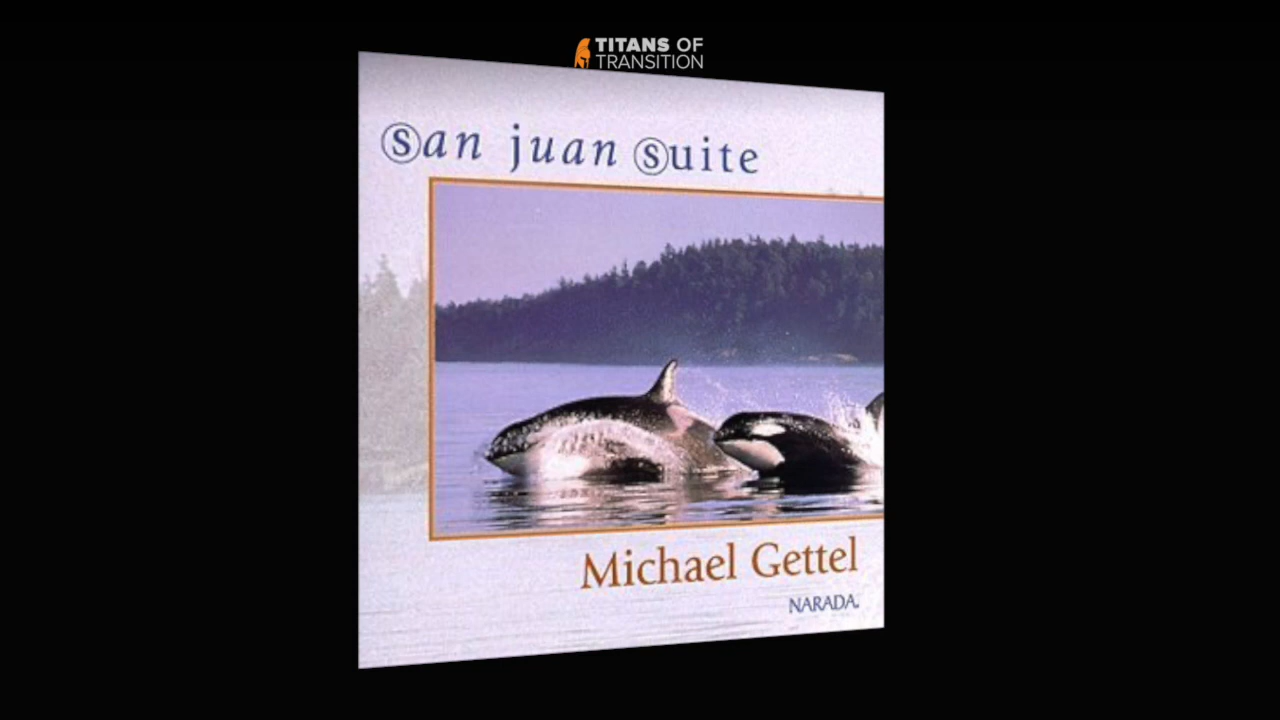 TITANS OF
TRANSITION
san juan suite
Michael Gettel
NARADA.